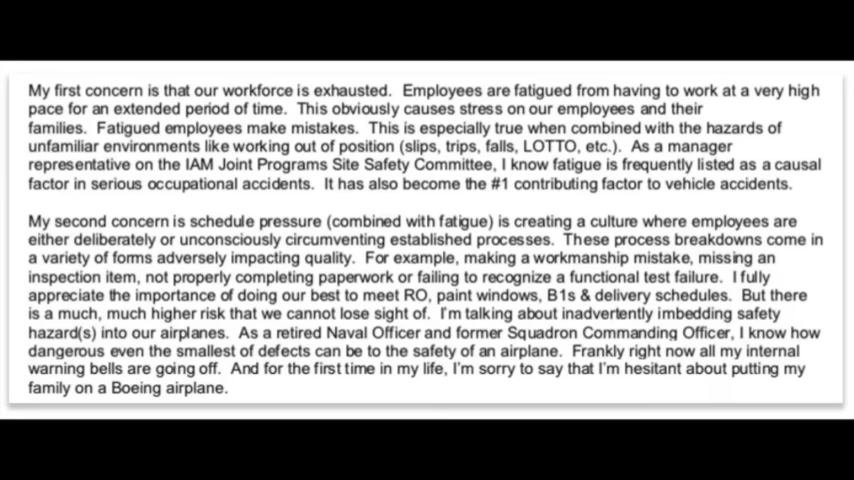 My first concern is that our workforce is exhausted. Employees are fatigued from having to work at a very high
pace for an extended period of time. This obviously causes stress on our employees and their
families. Fatigued employees make mistakes. This is especially true when combined with the hazards of
unfamiliar environments like working out of position (slips, trips, falls, LOTTO, etc.). As a manager
representative on the IAM Joint Programs Site Safety Committee, I know fatigue is frequently listed as a causal
factor in serious occupational accidents. It has also become the #1 contributing factor to vehicle accidents.
My second concern is schedule pressure (combined with fatigue) is creating a culture where employees are
either deliberately or unconsciously circumventing established processes. These process breakdowns come in
a variety of forms adversely impacting quality. For example, making a workmanship mistake, missing an
inspection item, not properly completing paperwork or failing to recognize a functional test failure. I fully
appreciate the importance of doing our best to meet RO, paint windows, B1s & delivery schedules. But there
is a much, much higher risk that we cannot lose sight of. I'm talking about inadvertently imbedding safety
hazard(s) into our airplanes. As a retired Naval Officer and former Squadron Commanding Officer, I know how
dangerous even the smallest of defects can be to the safety of an airplane. Frankly right now all my internal
warning bells are going off. And for the first time in my life, I'm sorry to say that I'm hesitant about putting my
family on a Boeing airplane.